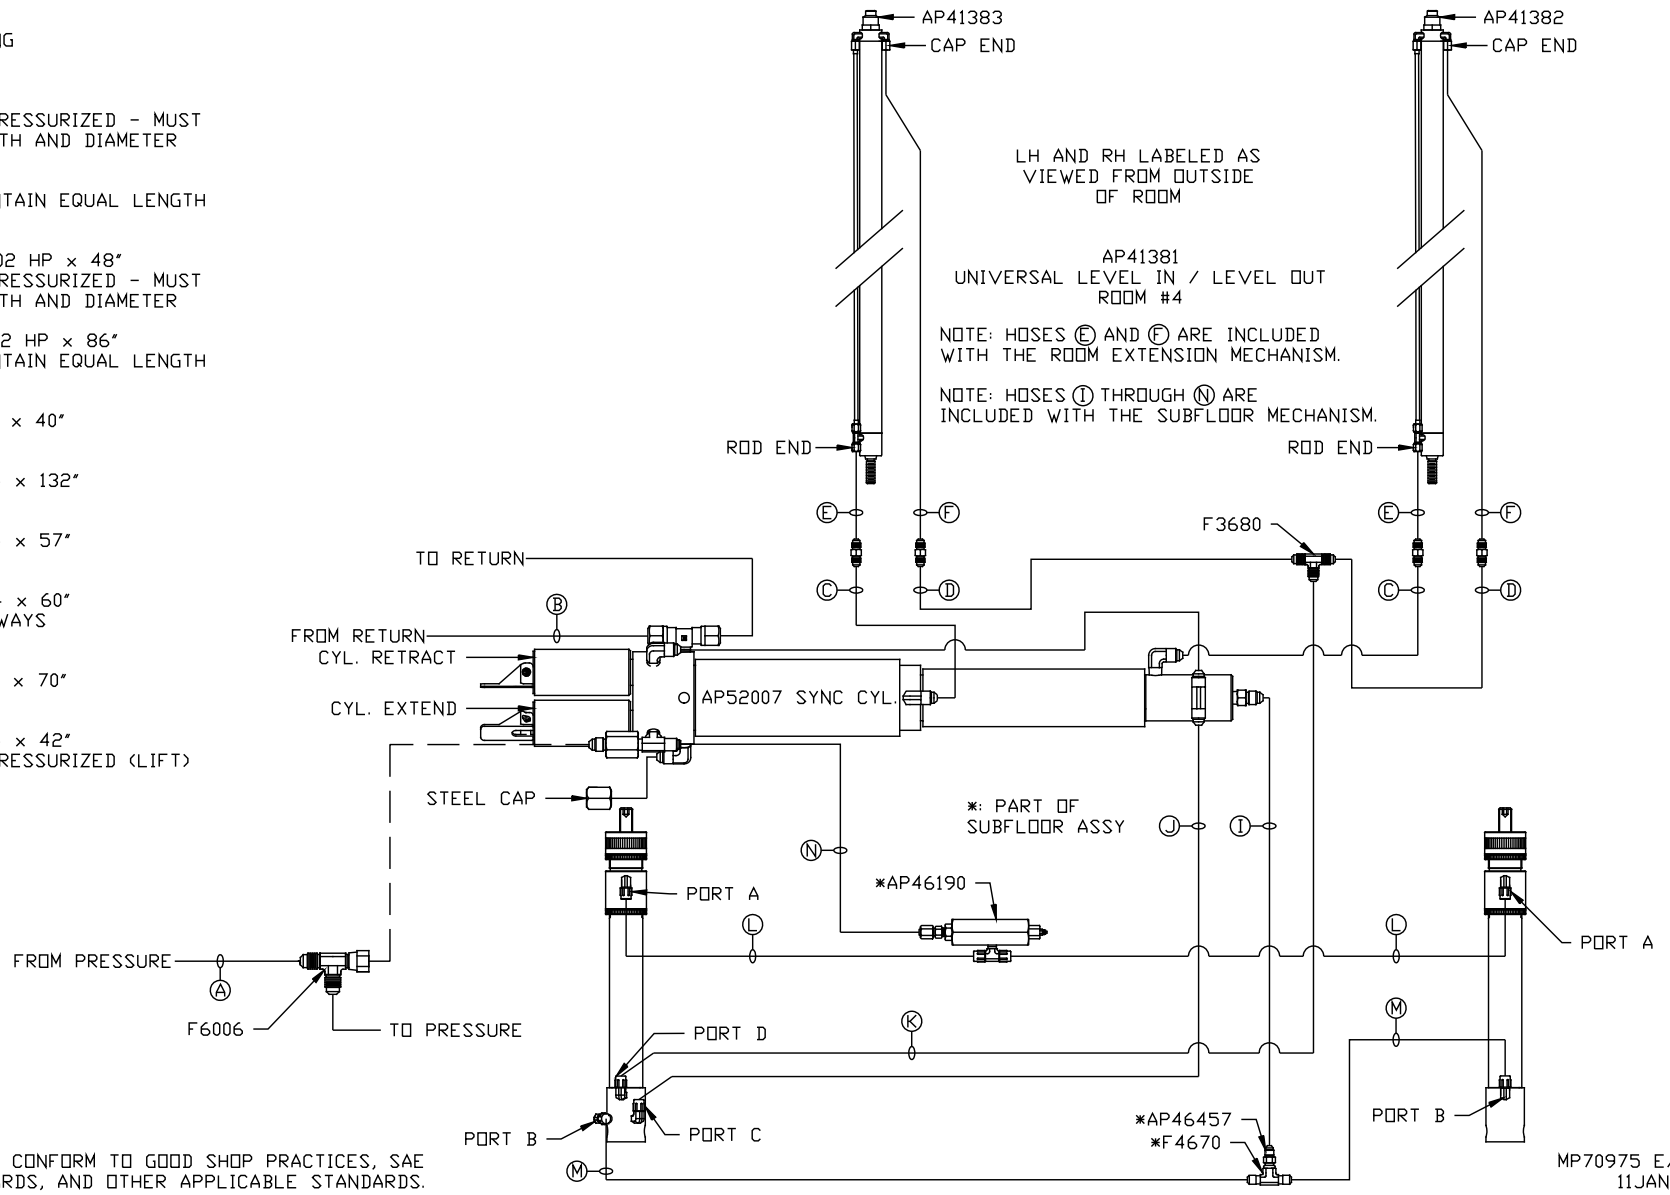 RESSURIZED - MUST
TH AND DIAMETER
TAIN EQUAL LENGTH
02 HP x 48"
RESSURIZED - MUST
TH AND DIAMETER
2 HP x 86"
TAIN EQUAL LENGTH
x 40"
x 132"
x 57"
x 60"
WAYS
x 70"
x 42"
RESSURIZED (LIFT)
AP41383
CAP END
AP41382
CAP END
LH AND RH LABELED AS
VIEWED FROM OUTSIDE
OF ROOM
AP41381
UNIVERSAL LEVEL IN / LEVEL OUT
ROOM #4
NOTE: HOSES E AND F ARE INCLUDED
WITH THE ROOM EXTENSION MECHANISM.
NOTE: HOSES I THROUGH N ARE
INCLUDED WITH THE SUBFLOOR MECHANISM.
ROD END
ROD END
E
F
E
F
F3680
TO RETURN
C
D
C
D
B
FROM RETURN
CYL. RETRACT
CYL. EXTEND
AP52007 SYNC CYL.
STEEL CAP
*: PART OF
SUBFLOOR ASSY
J
I
N
*AP46190
PORT A
L
L
PORT A
FROM PRESSURE
A
F6006
TO PRESSURE
K
M
PORT D
PORT B
PORT C
*AP46457
*F4670
PORT B
M
CONFORM TO GOOD SHOP PRACTICES, SAE
RDS, AND OTHER APPLICABLE STANDARDS.
MP70975 E
11JAN